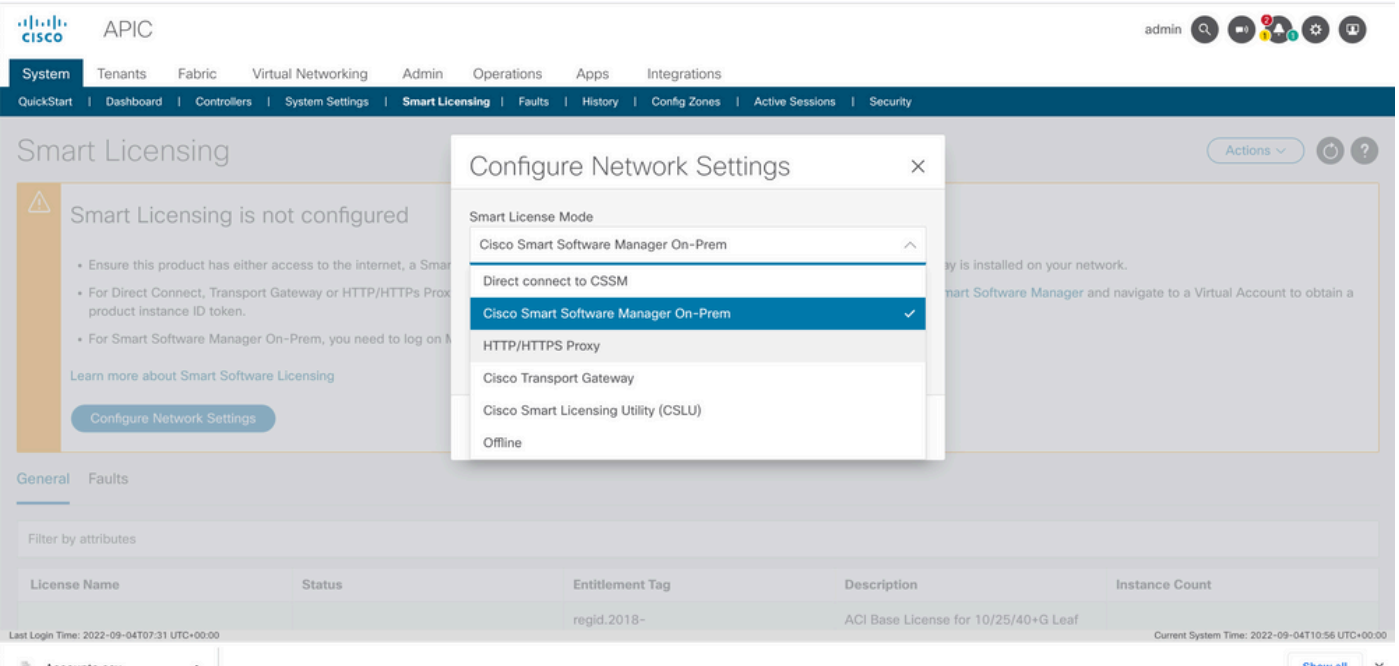 CISCO
APIC
admin
2
1
1
System Tenants Fabric Virtual Networking Admin Operations Apps Integrations
QuickStart | Dashboard | Controllers | System Settings | Smart Licensing | Faults | History | Config Zones | Active Sessions | Security
Smart Licensing
Actions
?
Smart Licensing is not configured
• Ensure this product has either access to the internet, a Smar
ay is installed on your network.
• For Direct Connect, Transport Gateway or HTTP/HTTPs Prox
mart Software Manager and navigate to a Virtual Account to obtain a
product instance ID token.
• For Smart Software Manager On-Prem, you need to log on
Learn more about Smart Software Licensing
Configure Network Settings
Configure Network Settings
Smart License Mode
Cisco Smart Software Manager On-Prem
Direct connect to CSSM
Cisco Smart Software Manager On-Prem
HTTP/HTTPS Proxy
Cisco Transport Gateway
Cisco Smart Licensing Utility (CSLU)
Offline
General Faults
Filter by attributes
License Name Status Entitlement Tag Description Instance Count
regid.2018- ACI Base License for 10/25/40+G Leaf
Last Login Time: 2022-09-04T07:31 UTC+00:00
Current System Time: 2022-09-04T10:56 UTC+00:00